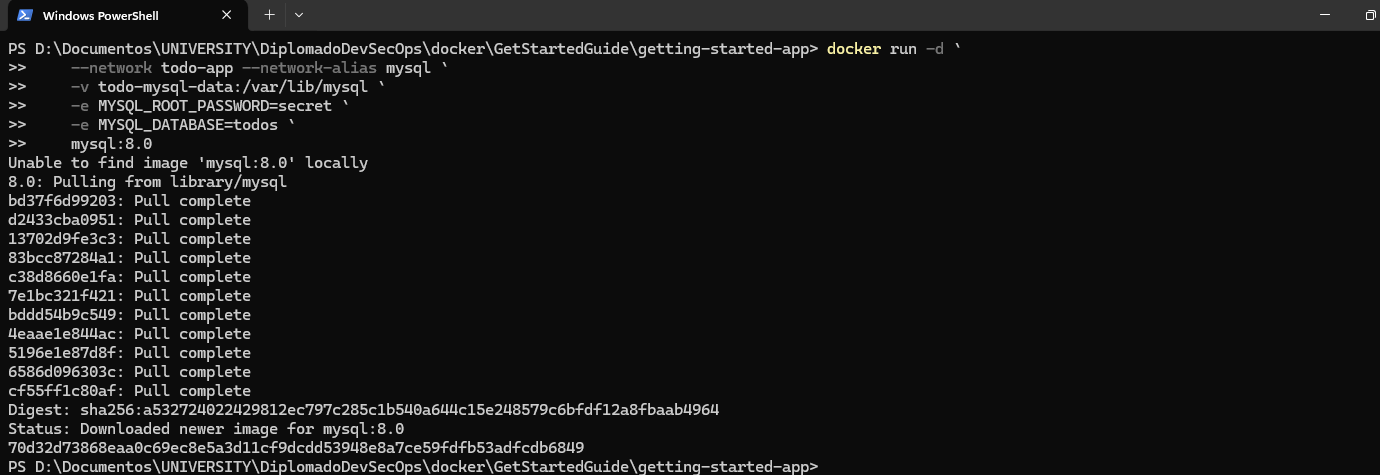 Windows PowerShell
PS D:\Documentos\UNIVERSITY\DiplomadoDevSecOps\docker\GetStartedGuide\getting-started-app> docker run -d `
>>     --network todo-app --network-alias mysql `
>>     -v todo-mysql-data:/var/lib/mysql `
>>     -e MYSQL_ROOT_PASSWORD=secret `
>>     -e MYSQL_DATABASE=todos `
>>     mysql:8.0
Unable to find image 'mysql:8.0' locally
8.0: Pulling from library/mysql
bd37f6d99203: Pull complete
d2433cba0951: Pull complete
13702d9fe3c3: Pull complete
83bcc87284a1: Pull complete
c38d8660e1fa: Pull complete
7e1bc321f421: Pull complete
bddd54b9c549: Pull complete
4eaae1e844ac: Pull complete
5196e1e87d8f: Pull complete
6586d096303c: Pull complete
cf55ff1c80af: Pull complete
Digest: sha256:a532724022429812ec797c285c1b540a644c15e248579c6bfdf12a8fbaab4964
Status: Downloaded newer image for mysql:8.0
70d32d73868eaa0c69ec8e5a3d11cf9dcdd53948e8a7ce59fdfb53adfcdb6849
PS D:\Documentos\UNIVERSITY\DiplomadoDevSecOps\docker\GetStartedGuide\getting-started-app>